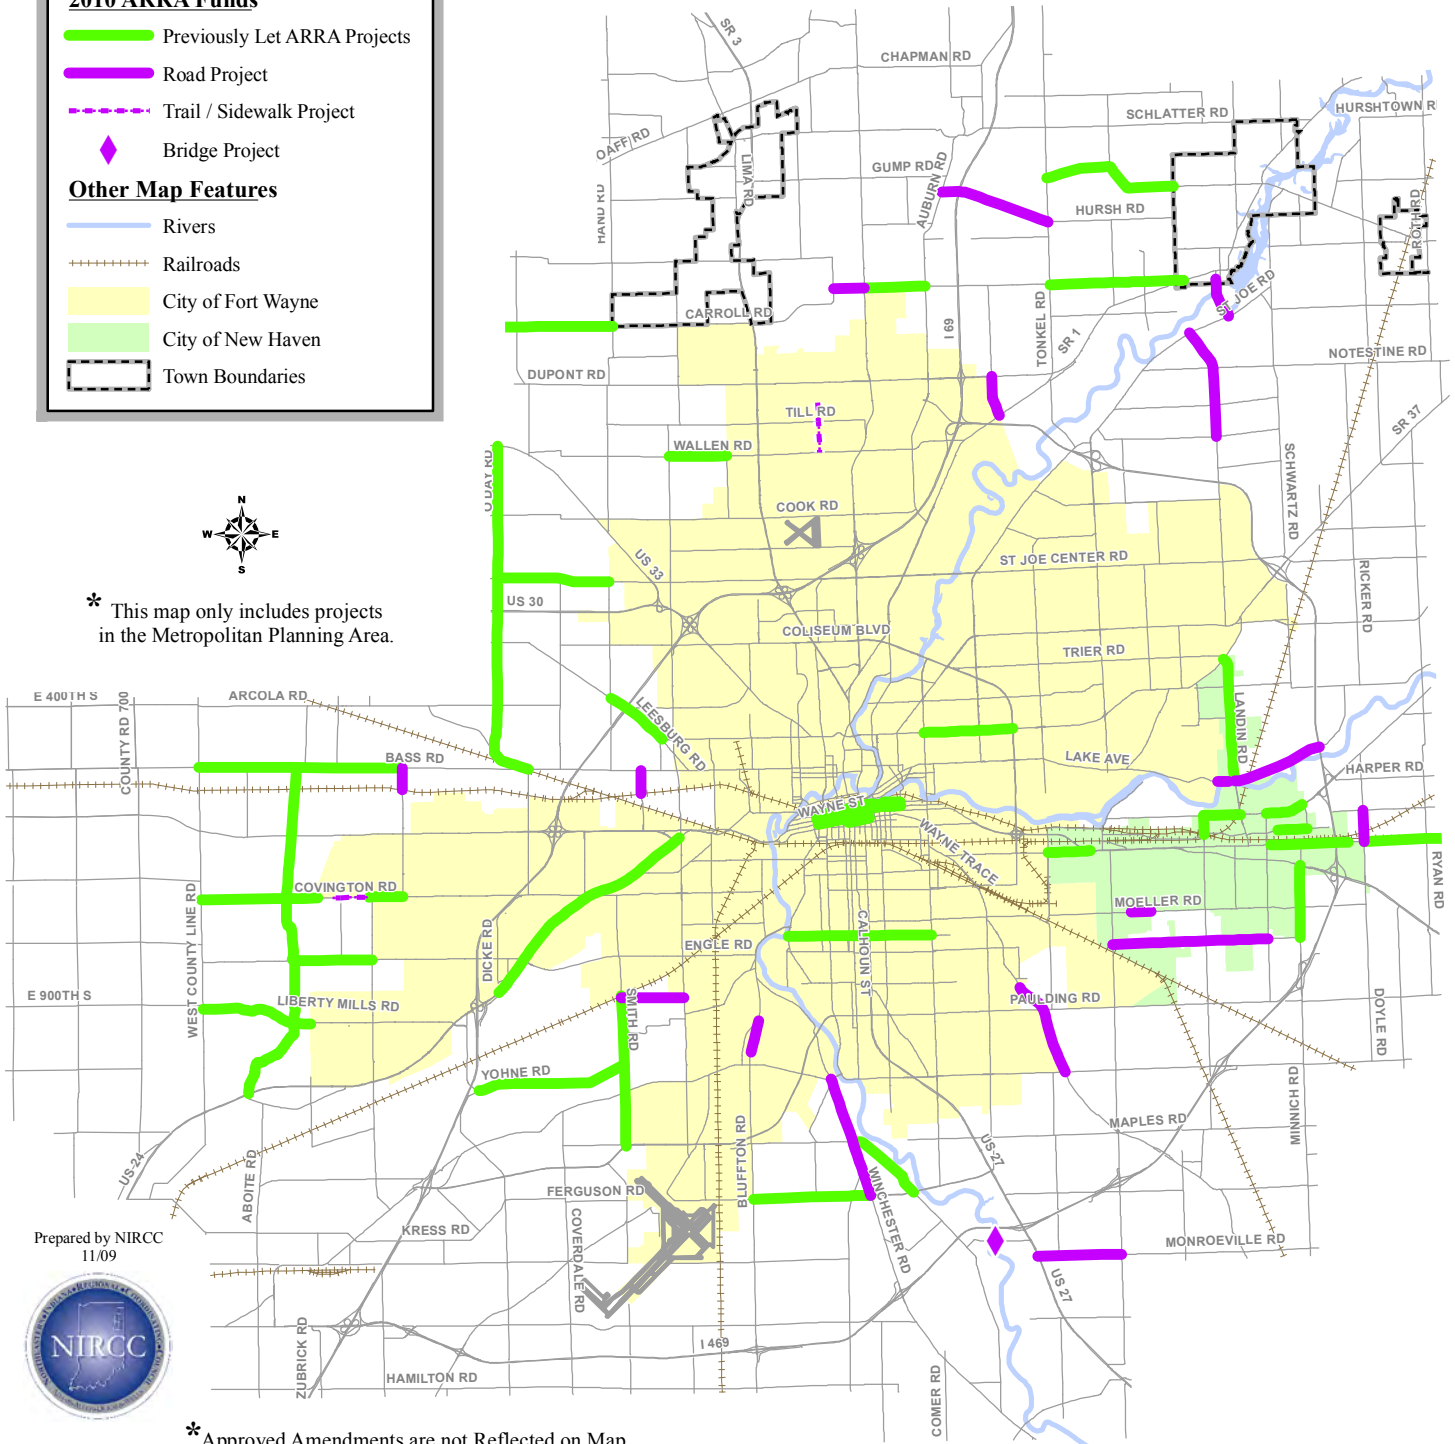 2010 ARRA Funds
Previously Let ARRA Projects
Road Project
Trail / Sidewalk Project
Bridge Project
Other Map Features
Rivers
Railroads
City of Fort Wayne
City of New Haven
Town Boundaries
N
W E
S
* This map only includes projects
in the Metropolitan Planning Area.
SR 3
CHAPMAN RD
SCHLATTER RD
HURSHTOWN R
OAFF RD
LIMA RD
GUMP RD
AUBURN RD
HAND RD
HURSH RD
ROTH RD
ST JOE RD
CARROLL RD
I 69
TONKEL RD
SR 1
NOTESTINE RD
DUPONT RD
TILL RD
SR 37
WALLEN RD
O DAY RD
SCHWARTZ RD
COOK RD
US 33
ST JOE CENTER RD
RICKER RD
US 30
COLISEUM BLVD
TRIER RD
E 400TH S
COUNTY RD 700
ARCOLA RD
LEESBURG RD
LANDIN RD
BASS RD
LAKE AVE
HARPER RD
WAYNE ST
WAYNE TRACE
RYAN RD
COVINGTON RD
WEST COUNTY LINE RD
MOELLER RD
DICKE RD
ENGLE RD
CALHOUN ST
E 900TH S
LIBERTY MILLS RD
SMITH RD
PAULDING RD
DOYLE RD
YOHNE RD
MINNICH RD
MAPLES RD
US 24
ABOITE RD
BLUFFTON RD
US 27
FERGUSON RD
WINCHESTER RD
COVERDALE RD
KRESS RD
MONROEVILLE RD
US 27
ZUBRICK RD
I 469
HAMILTON RD
COMER RD
Prepared by NIRCC
11/09
NIRCC
*Approved Amendments are not Reflected on Map